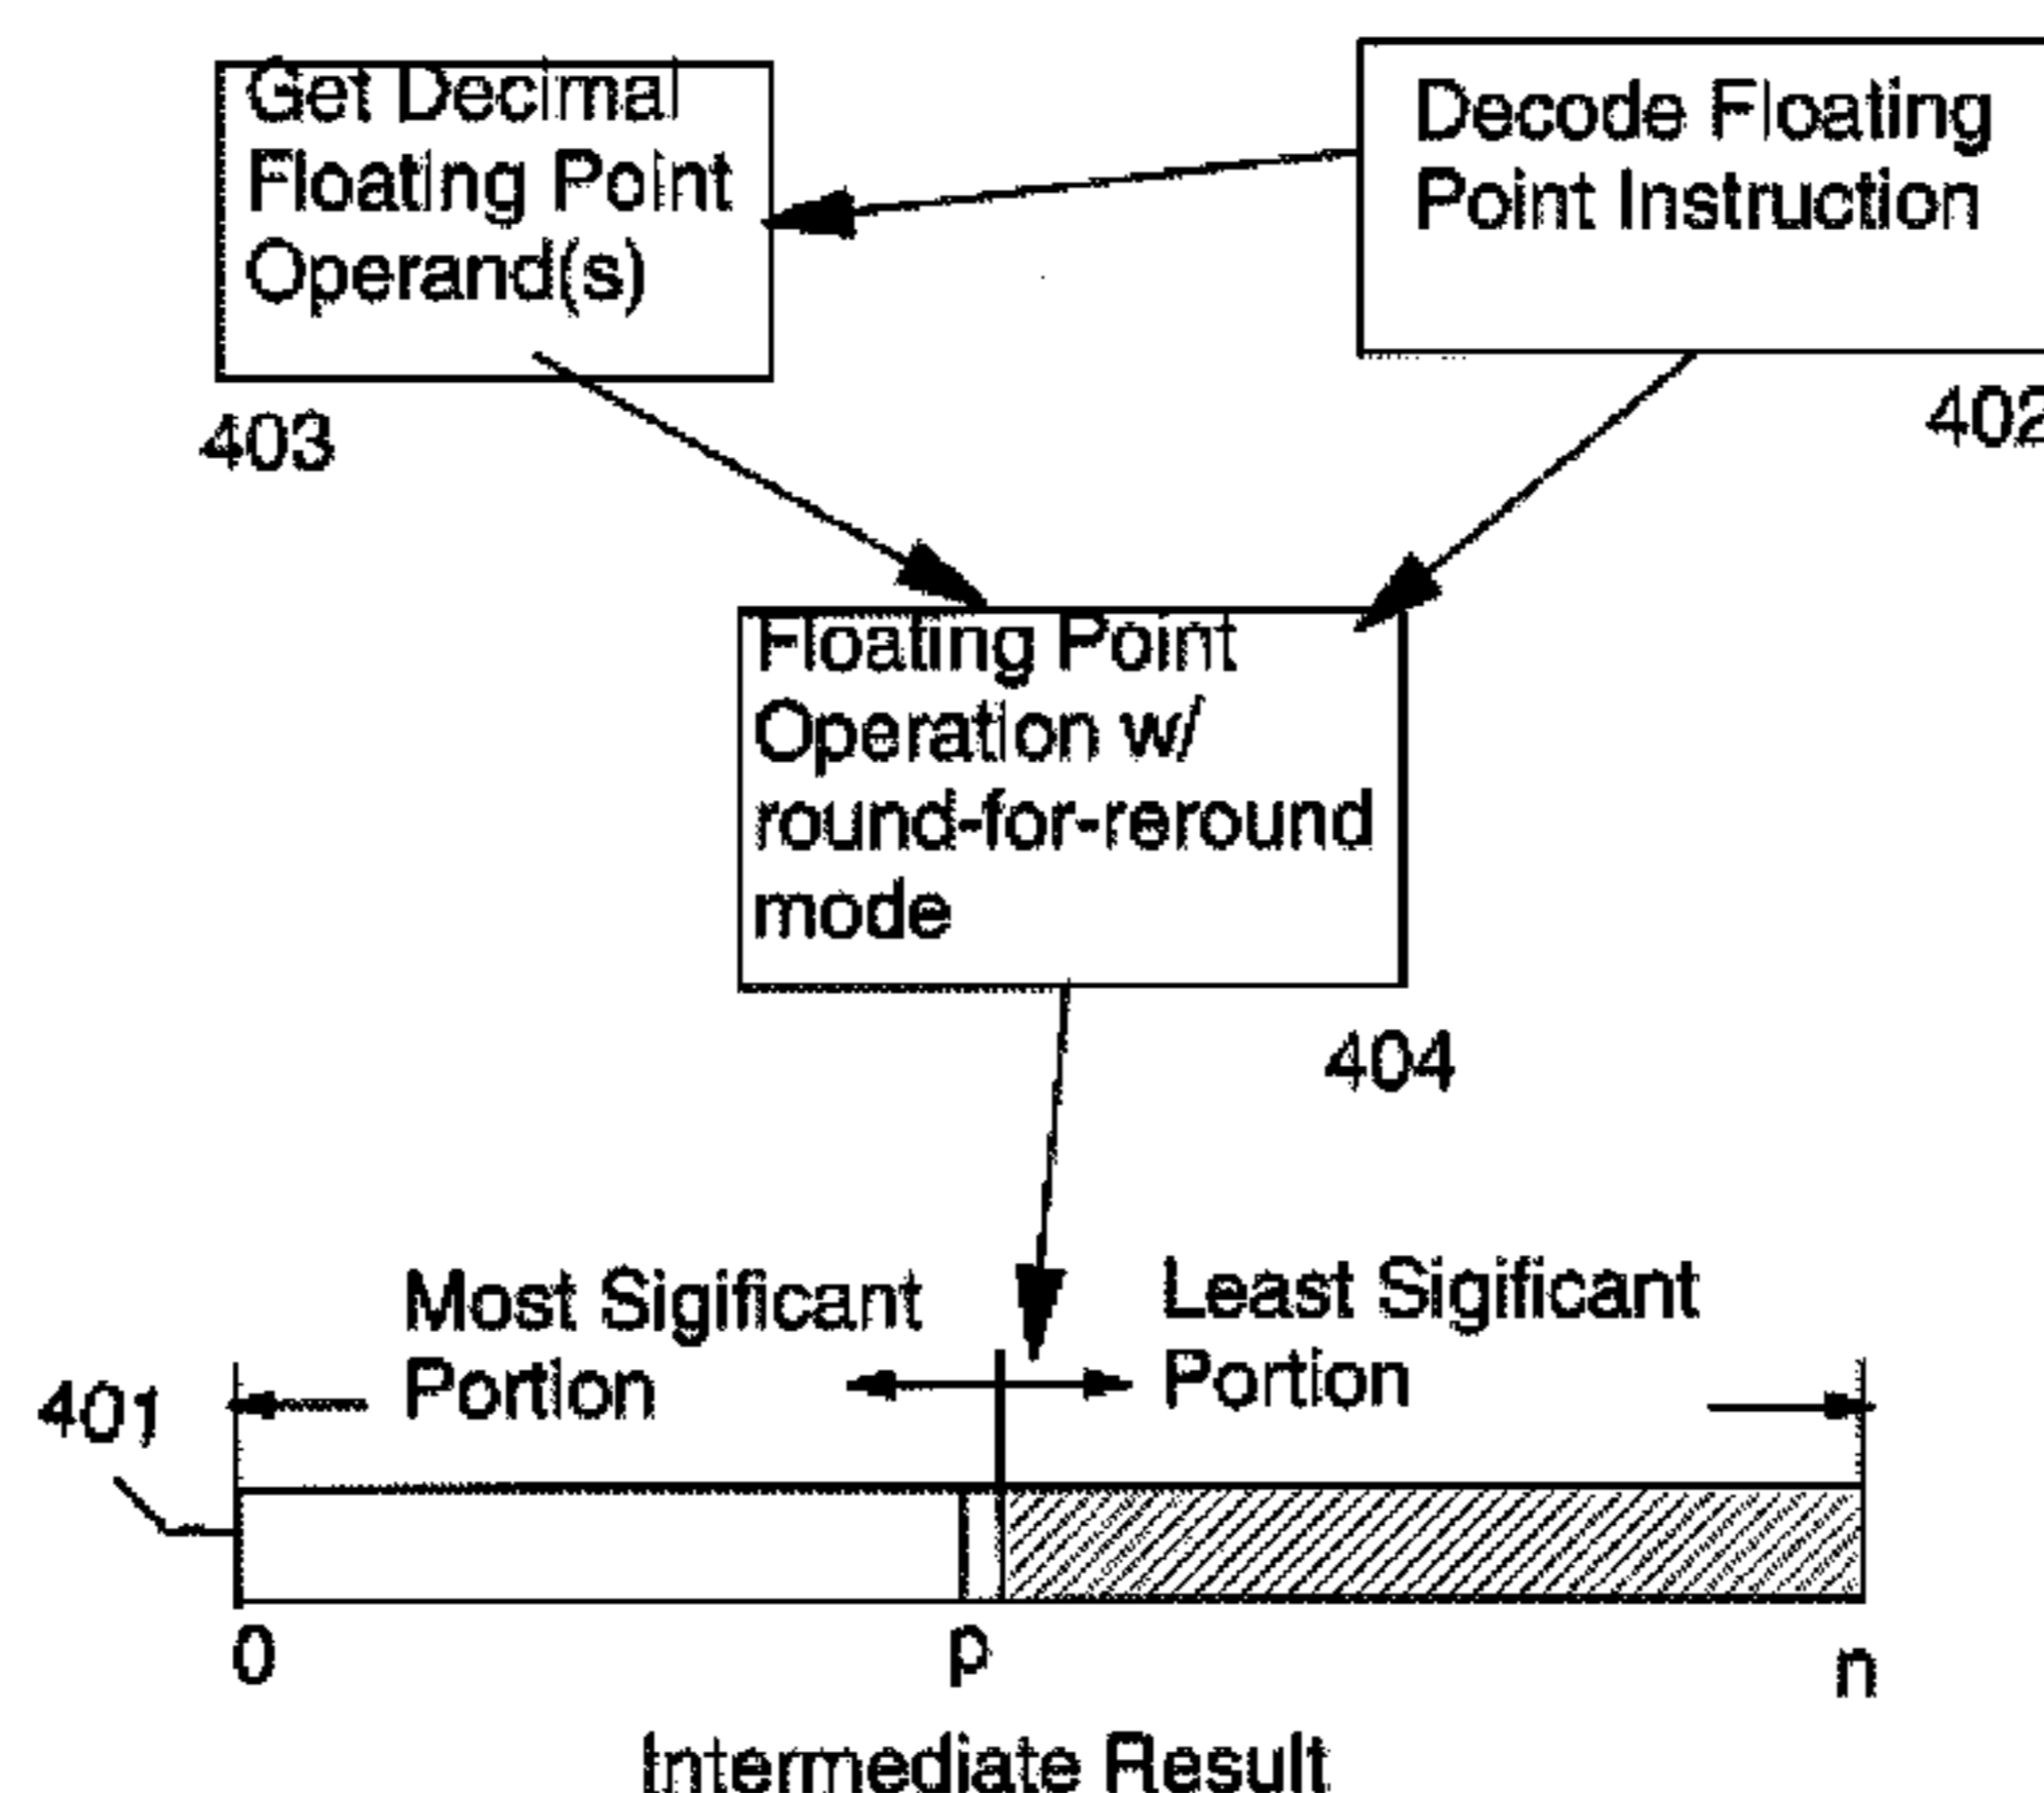 Get Decimal
Floating Point
Operand(s)
403
Decode Floating
Point Instruction
402
Floating Point
Operation w/
round-for-reround
mode
404
Most Sigificant
Portion
Least Sigificant
Portion
401
0
p
n
Intermediate Result